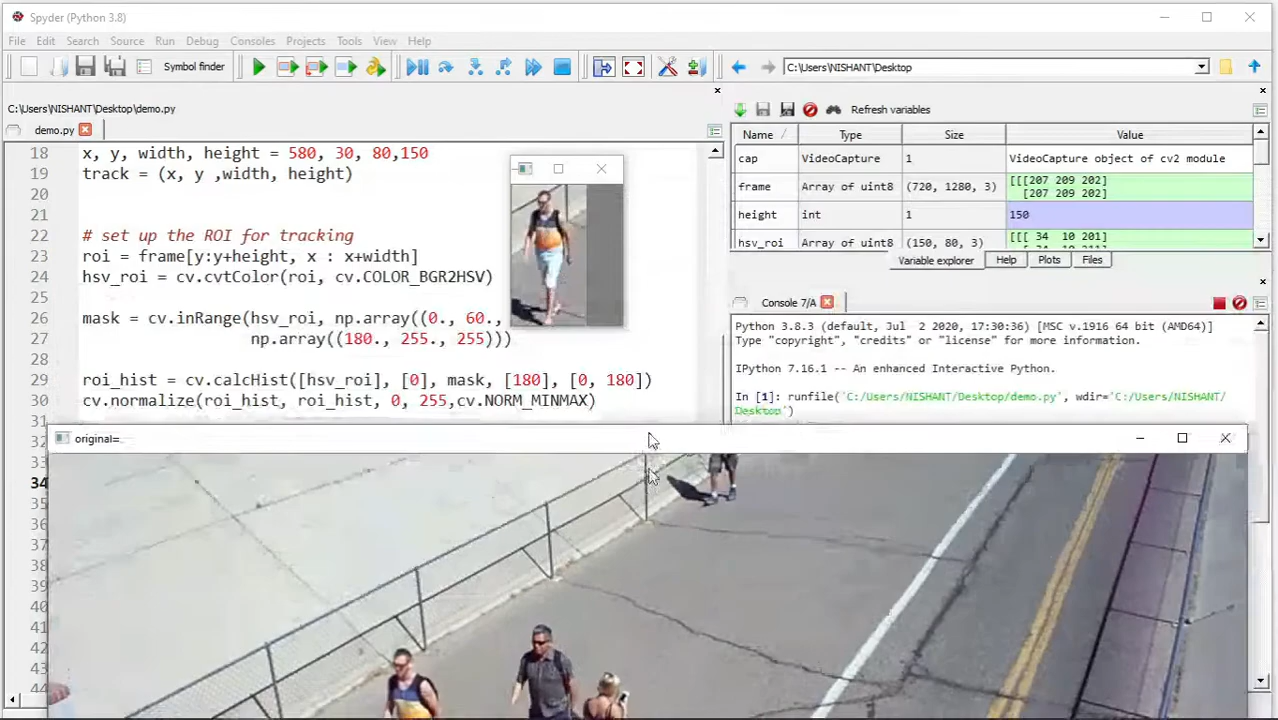 Spyder (Python 3.8)
File Edit Search Source Run Debug Consoles Projects Tools View Help
Symbol finder
C:\Users\NISHANT\Desktop
C:\Users\NISHANT\Desktop\demo.py
demo.py
18 x, y, width, height = 580, 30, 80,150
19 track = (x, y ,width, height)
20
21
22 # set up the ROI for tracking
23 roi = frame[y:y+height, x : x+width]
24 hsv_roi = cv.cvtColor(roi, cv.COLOR_BGR2HSV)
25
26 mask = cv.inRange(hsv_roi, np.array((0., 60.,
27 np.array((180., 255., 255)))
28
29 roi_hist = cv.calcHist([hsv_roi], [0], mask, [180], [0, 180])
30 cv.normalize(roi_hist, roi_hist, 0, 255,cv.NORM_MINMAX)
31
32
33
34
35
36
37
38
39
40
41
42
43
44
original=
Refresh variables
Name Type Size Value
cap VideoCapture 1 VideoCapture object of cv2 module
frame Array of uint8 (720, 1280, 3) [[[207 209 202]
[207 209 202]
height int 1 150
hsv_roi Array of uint8 (150, 80, 3) [[[ 34 10 201]
Variable explorer Help Plots Files
Console 7/A
Python 3.8.3 (default, Jul 2 2020, 17:30:36) [MSC v.1916 64 bit (AMD64)]
Type "copyright", "credits" or "license" for more information.
IPython 7.16.1 -- An enhanced Interactive Python.
In [1]: runfile('C:/Users/NISHANT/Desktop/demo.py', wdir='C:/Users/NISHANT/
Desktop')